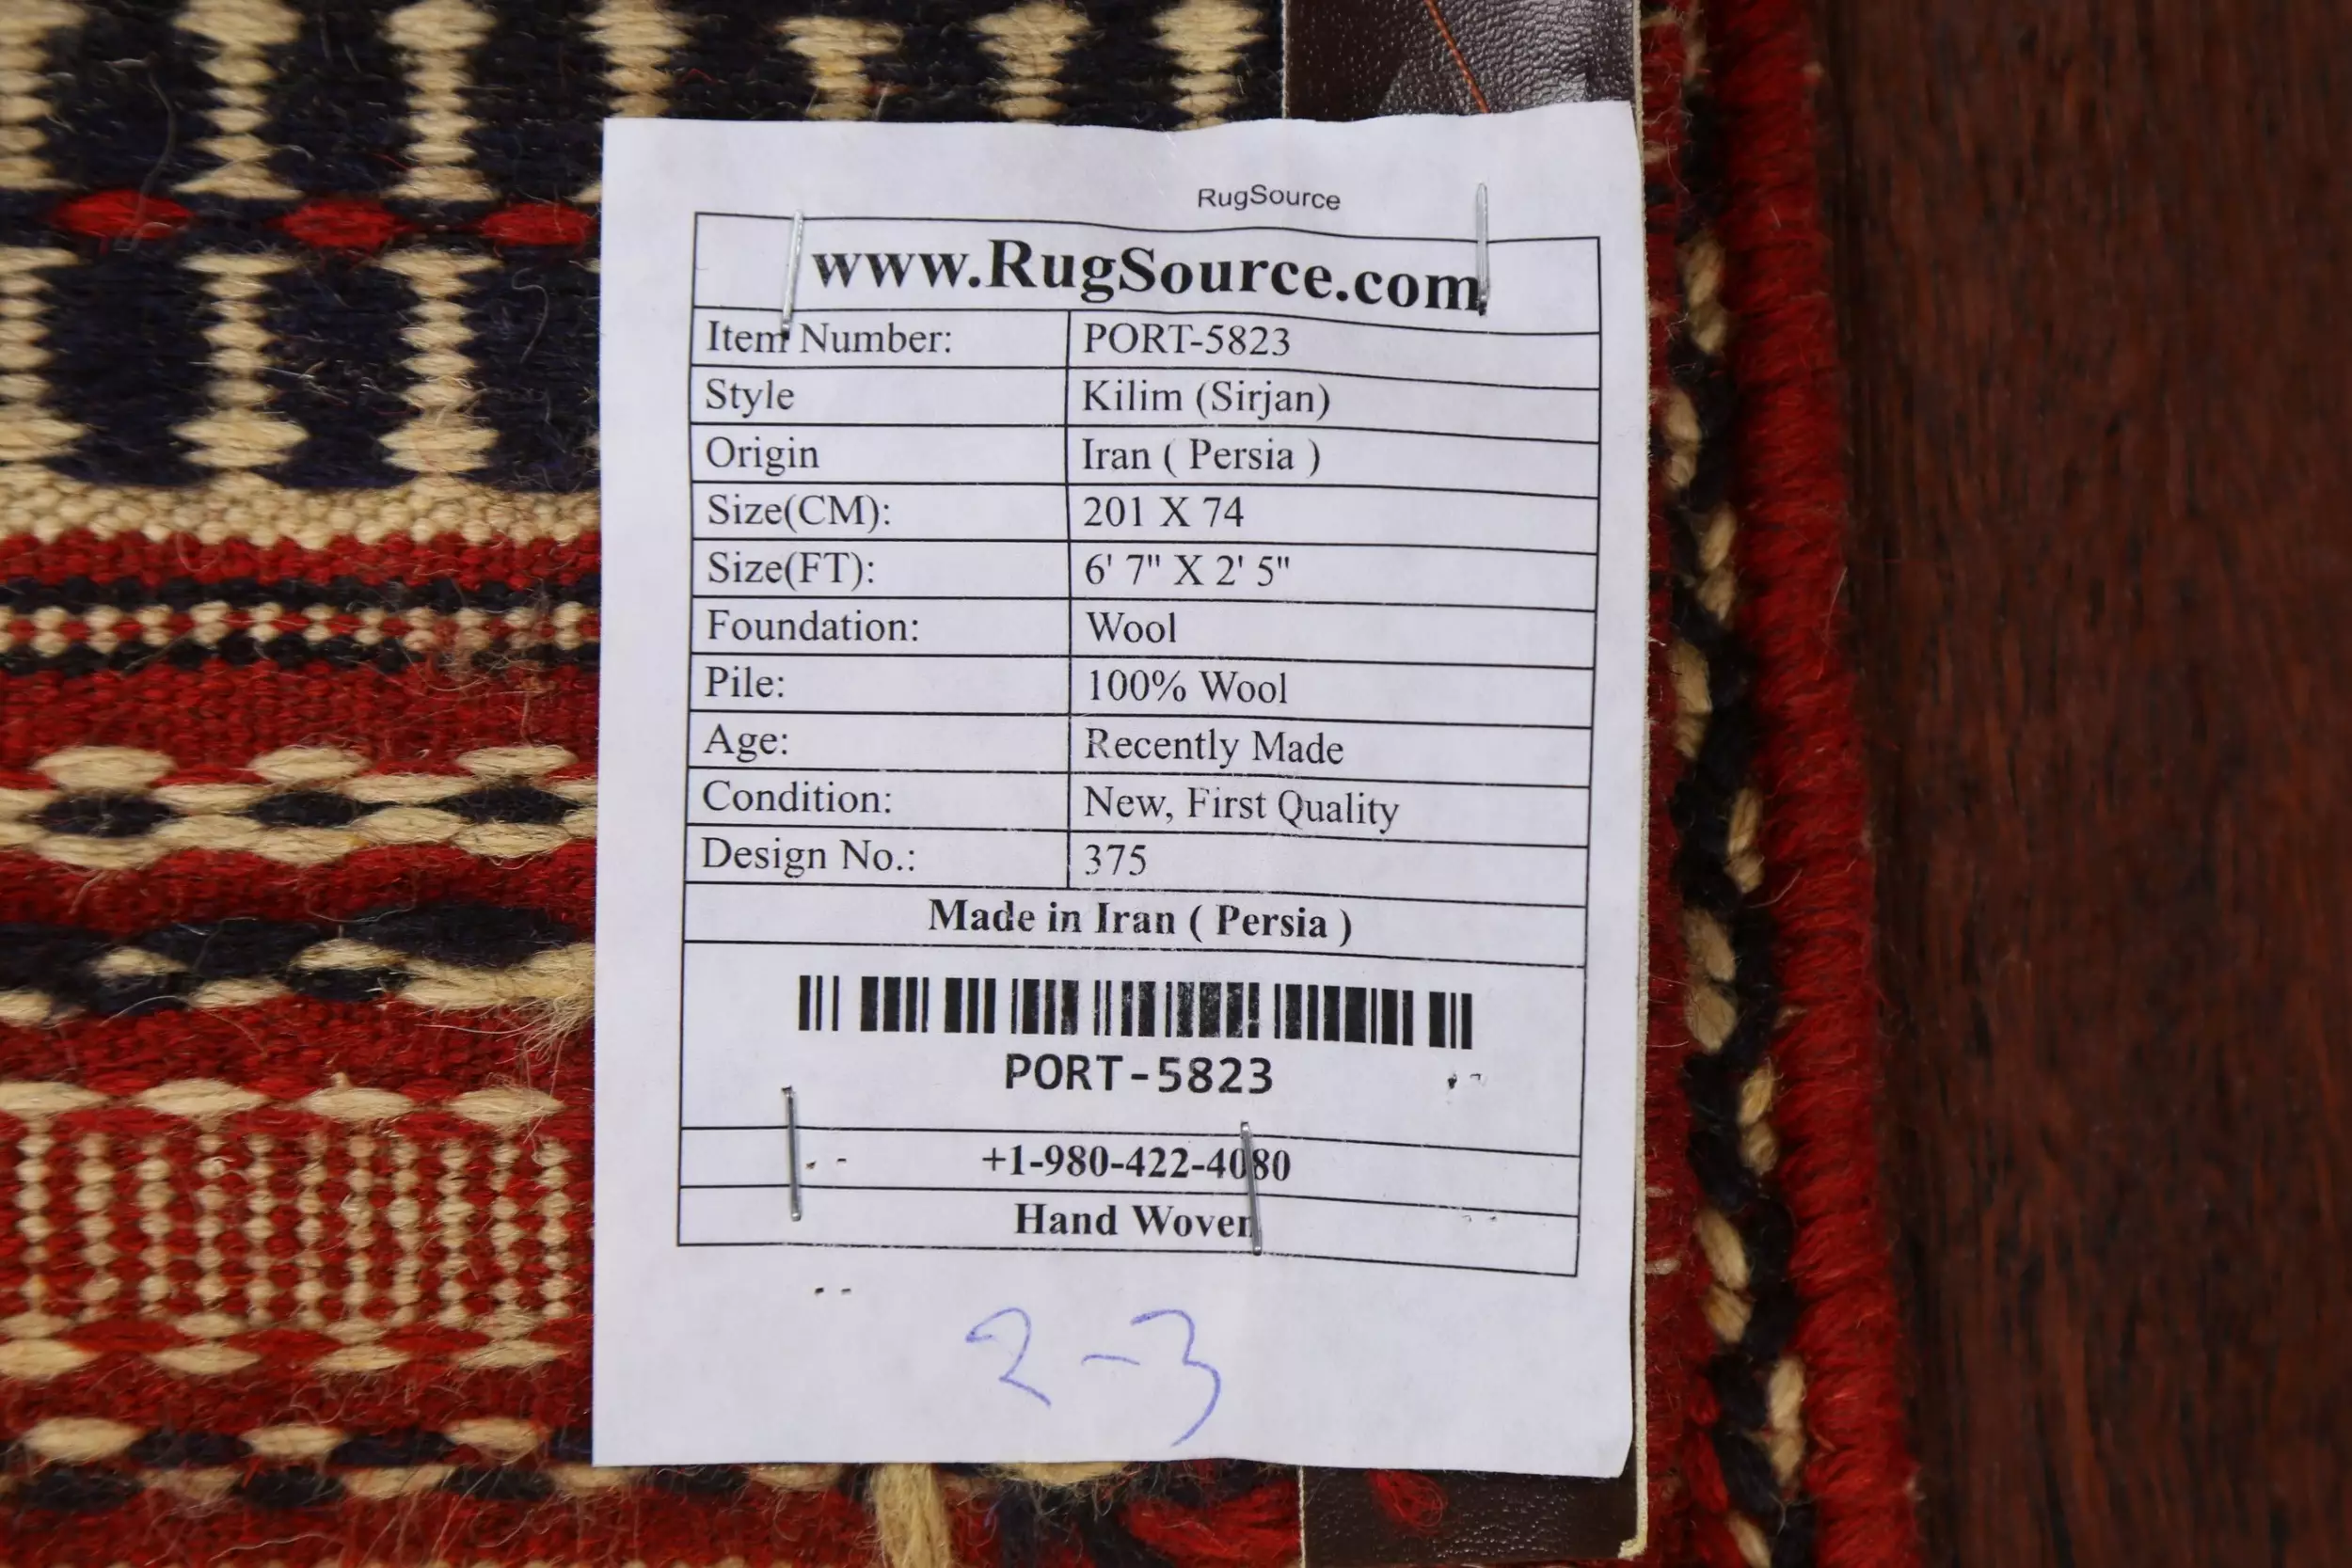 RugSource
www.RugSource.com
Item Number: PORT-5823
Style Kilim (Sirjan)
Origin Iran ( Persia )
Size(CM): 201 X 74
Size(FT): 6' 7" X 2' 5"
Foundation: Wool
Pile: 100% Wool
Age: Recently Made
Condition: New, First Quality
Design No.: 375
Made in Iran ( Persia )
PORT-5823
+1-980-422-4080
Hand Woven
2-3